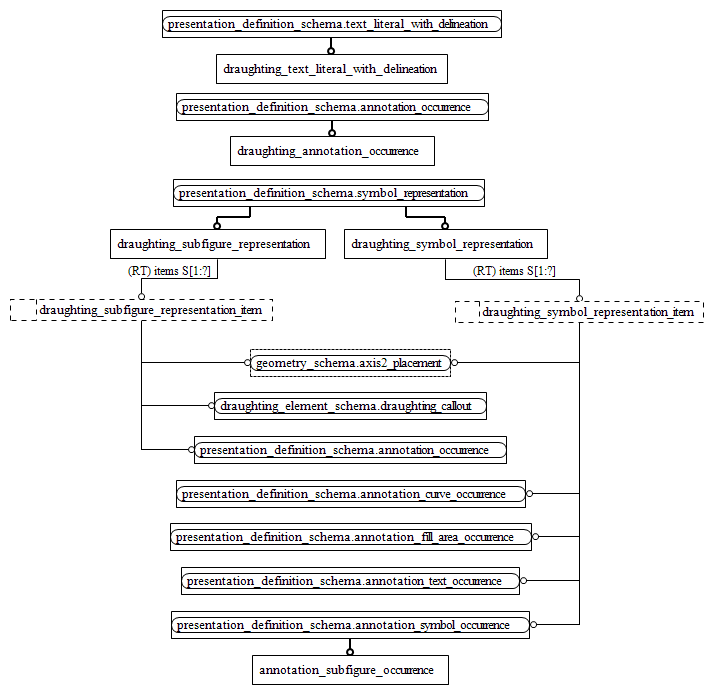 presentation_definition_schema.text_literal_with_delineation
draughting_text_literal_with_delineation
presentation_definition_schema.annotation_occurrence
draughting_annotation_occurrence
presentation_definition_schema.symbol_representation
draughting_subfigure_representation
draughting_symbol_representation
(RT) items S[1:?]
(RT) items S[1:?]
draughting_subfigure_representation_item
draughting_symbol_representation_item
geometry_schema.axis2_placement
draughting_element_schema.draughting_callout
presentation_definition_schema.annotation_occurrence
presentation_definition_schema.annotation_curve_occurrence
presentation_definition_schema.annotation_fill_area_occurrence
presentation_definition_schema.annotation_text_occurrence
presentation_definition_schema.annotation_symbol_occurrence
annotation_subfigure_occurrence